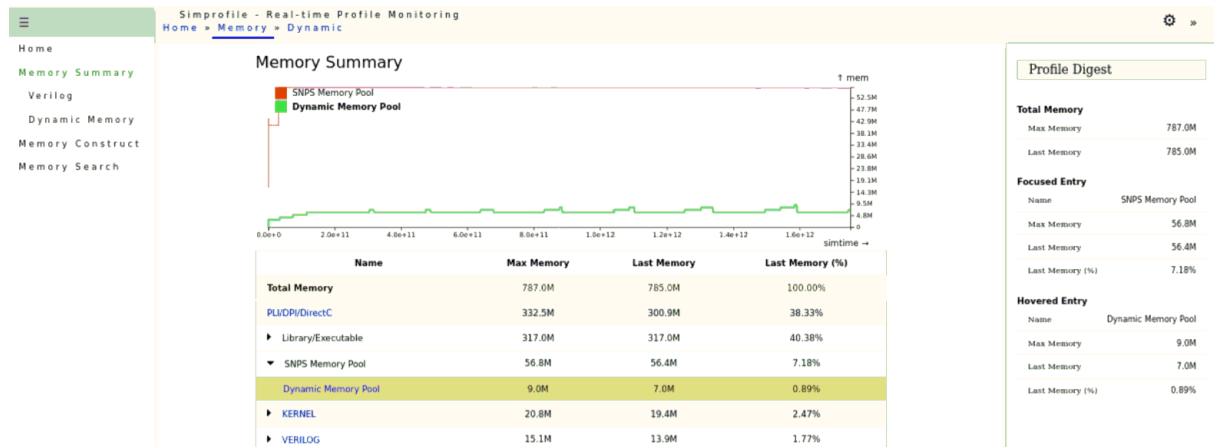 ☰
Simprofile - Real-time Profile Monitoring
Home » Memory » Dynamic
⚙ »
Home
Memory Summary
Verilog
Dynamic Memory
Memory Construct
Memory Search
Memory Summary
↑ mem
SNPS Memory Pool
Dynamic Memory Pool
52.5M
47.7M
42.9M
38.1M
33.4M
28.6M
23.8M
19.1M
14.3M
9.5M
4.8M
0
0.0e+0 2.0e+11 4.0e+11 6.0e+11 8.0e+11 1.0e+12 1.2e+12 1.4e+12 1.6e+12
simtime →
Name Max Memory Last Memory Last Memory (%)
Total Memory 787.0M 785.0M 100.00%
PLI/DPI/DirectC 332.5M 300.9M 38.33%
Library/Executable 317.0M 317.0M 40.38%
SNPS Memory Pool 56.8M 56.4M 7.18%
Dynamic Memory Pool 9.0M 7.0M 0.89%
KERNEL 20.8M 19.4M 2.47%
VERILOG 15.1M 13.9M 1.77%
Profile Digest
Total Memory
Max Memory 787.0M
Last Memory 785.0M
Focused Entry
Name SNPS Memory Pool
Max Memory 56.8M
Last Memory 56.4M
Last Memory (%) 7.18%
Hovered Entry
Name Dynamic Memory Pool
Max Memory 9.0M
Last Memory 7.0M
Last Memory (%) 0.89%